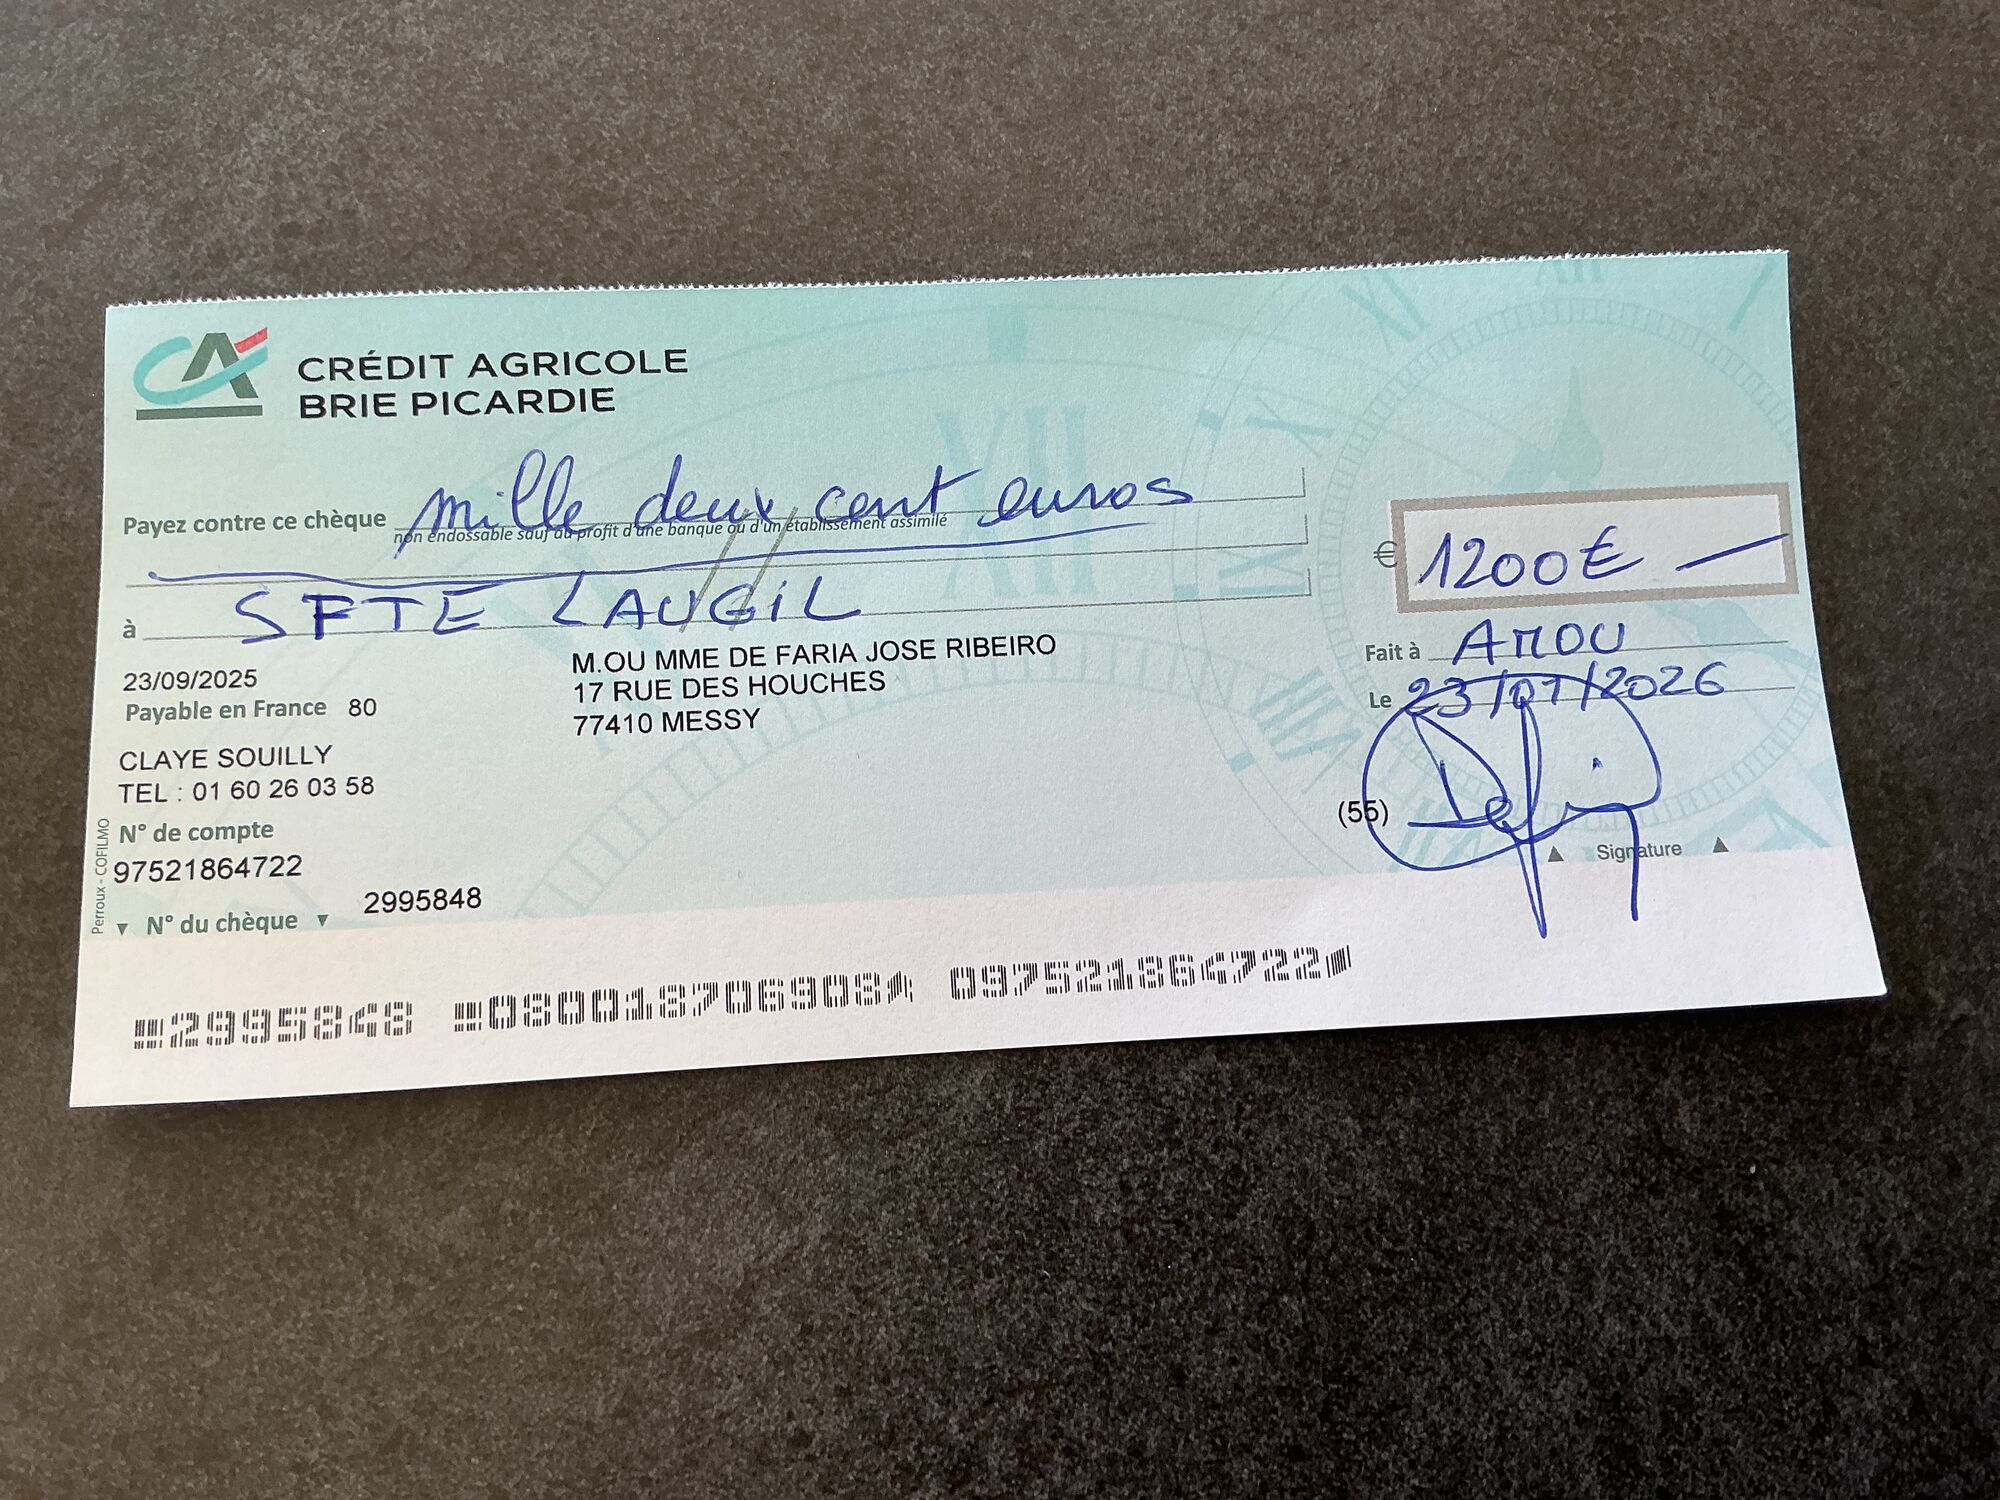 CRÉDIT AGRICOLE
BRIE PICARDIE
Payez contre ce chèque mille deux cent euros
non endossable sauf au profit d'une banque ou d'un établissement assimilé
€ 1200€ —
à SFTE LAUGIL
Fait à AMOU
Le 23/07/2026
23/09/2025
Payable en France 80
M.OU MME DE FARIA JOSE RIBEIRO
17 RUE DES HOUCHES
77410 MESSY
CLAYE SOUILLY
TEL : 01 60 26 03 58
(55)
Signature
N° de compte
97521864722
N° du chèque 2995848
Perroux - COFILMO
2995848 080018706908 097521864722